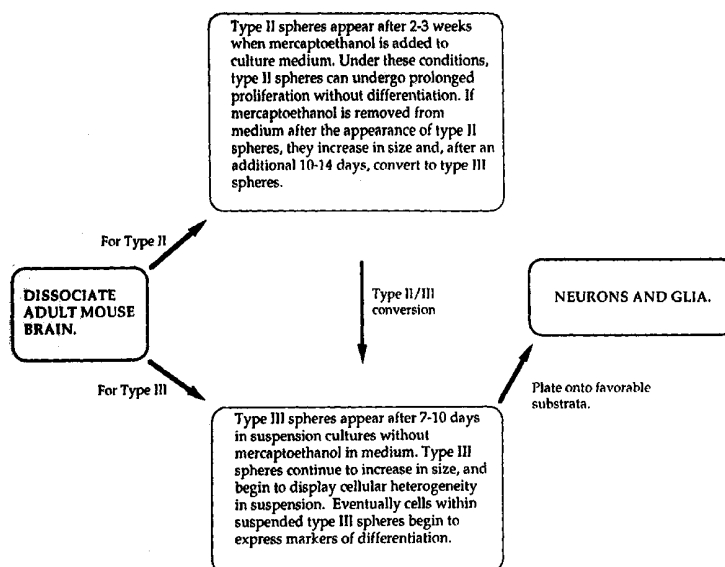 Type II spheres appear after 2-3 weeks
when mercaptoethanol is added to
culture medium. Under these conditions,
type II spheres can undergo prolonged
proliferation without differentiation. If
mercaptoethanol is removed from
medium after the appearance of type II
spheres, they increase in size and, after an
additional 10-14 days, convert to type III
spheres.
For Type II
DISSOCIATE
ADULT MOUSE
BRAIN.
Type II/III
conversion
NEURONS AND GLIA.
For Type III
Plate onto favorable
substrata.
Type III spheres appear after 7-10 days
in suspension cultures without
mercaptoethanol in medium. Type III
spheres continue to increase in size, and
begin to display cellular heterogeneity
in suspension. Eventually cells within
suspended type III spheres begin to
express markers of differentiation.